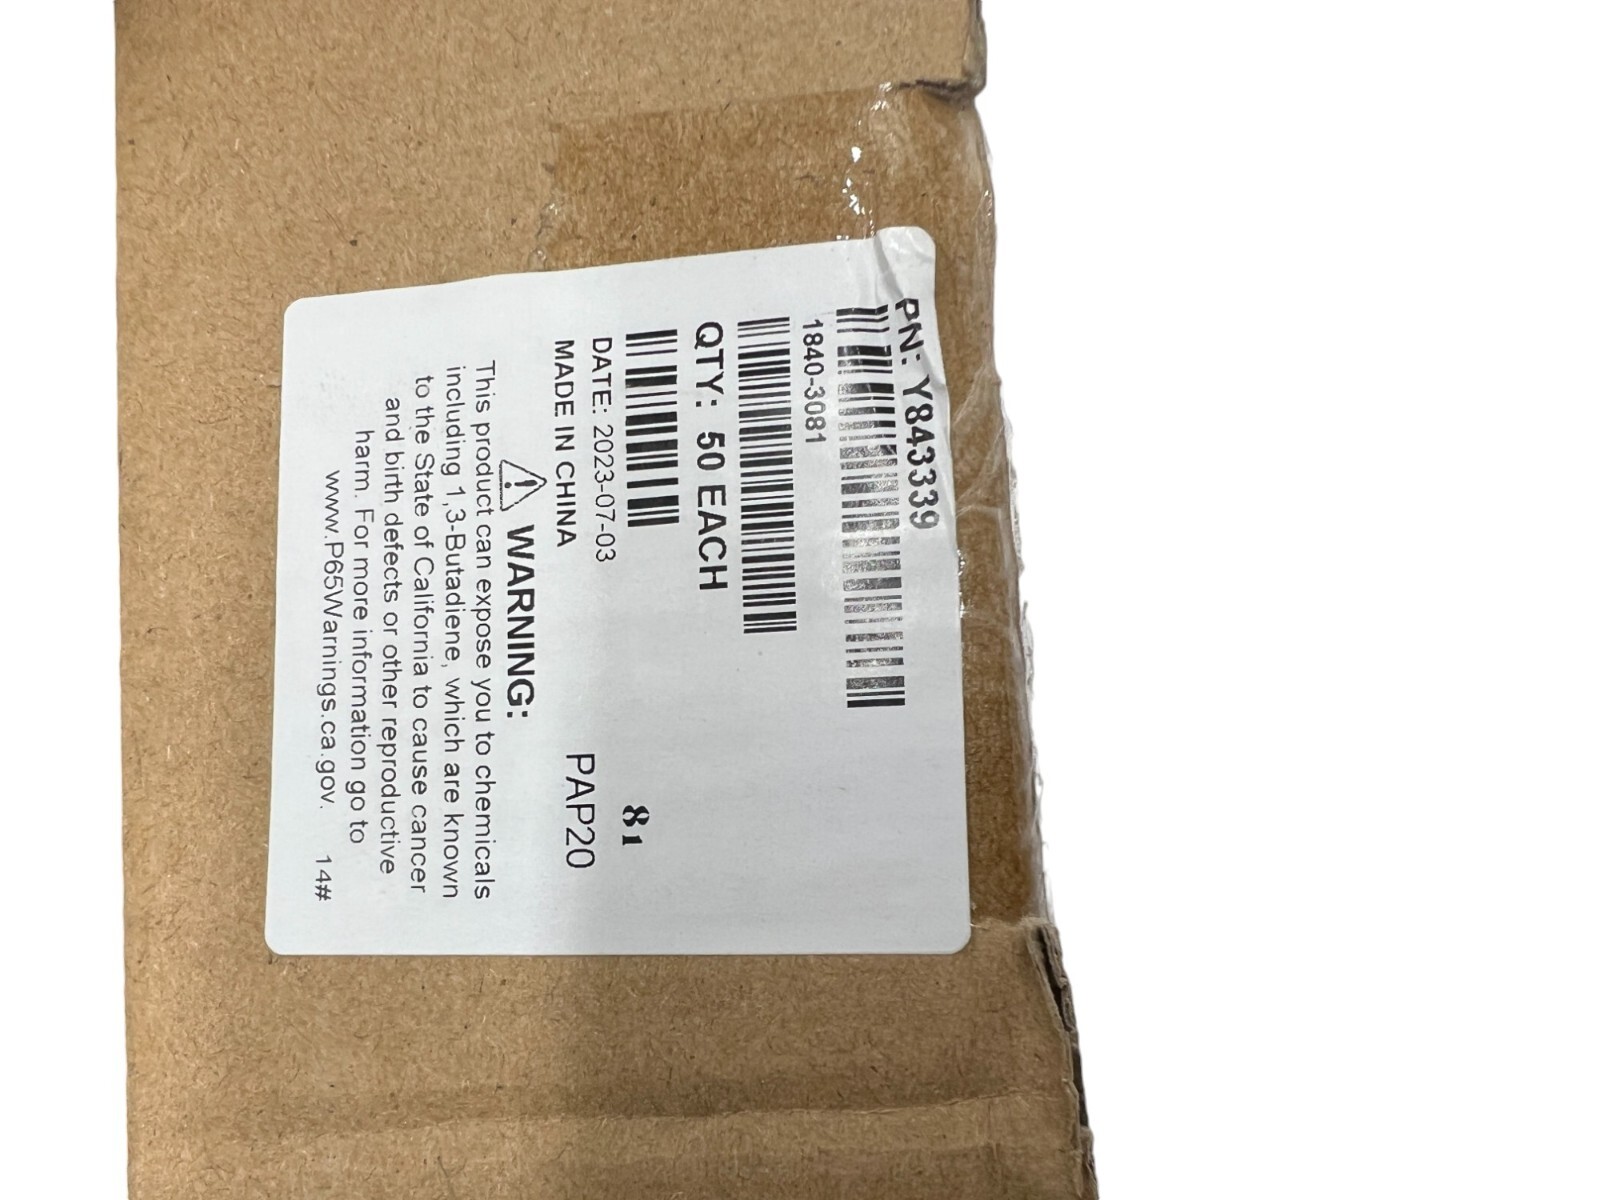 PN: Y843339
1840-3081
QTY: 50 EACH
DATE: 2023-07-03
MADE IN CHINA
81
PAP20
WARNING:
This product can expose you to chemicals
including 1,3-Butadiene, which are known
to the State of California to cause cancer
and birth defects or other reproductive
harm. For more information go to
www.P65Warnings.ca.gov.
14#